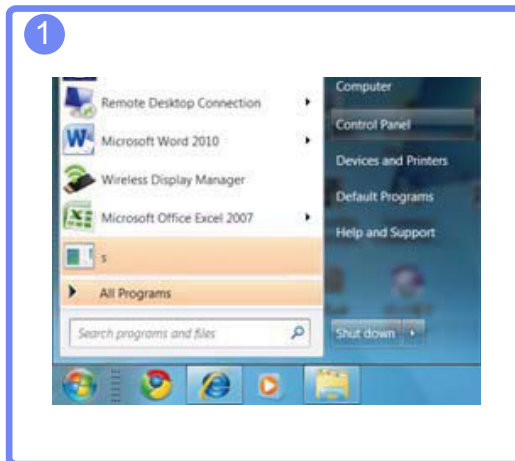 1
Remote Desktop Connection
Microsoft Word 2010
Wireless Display Manager
Microsoft Office Excel 2007
s
All Programs
Search programs and files
Computer
Control Panel
Devices and Printers
Default Programs
Help and Support
Shut down